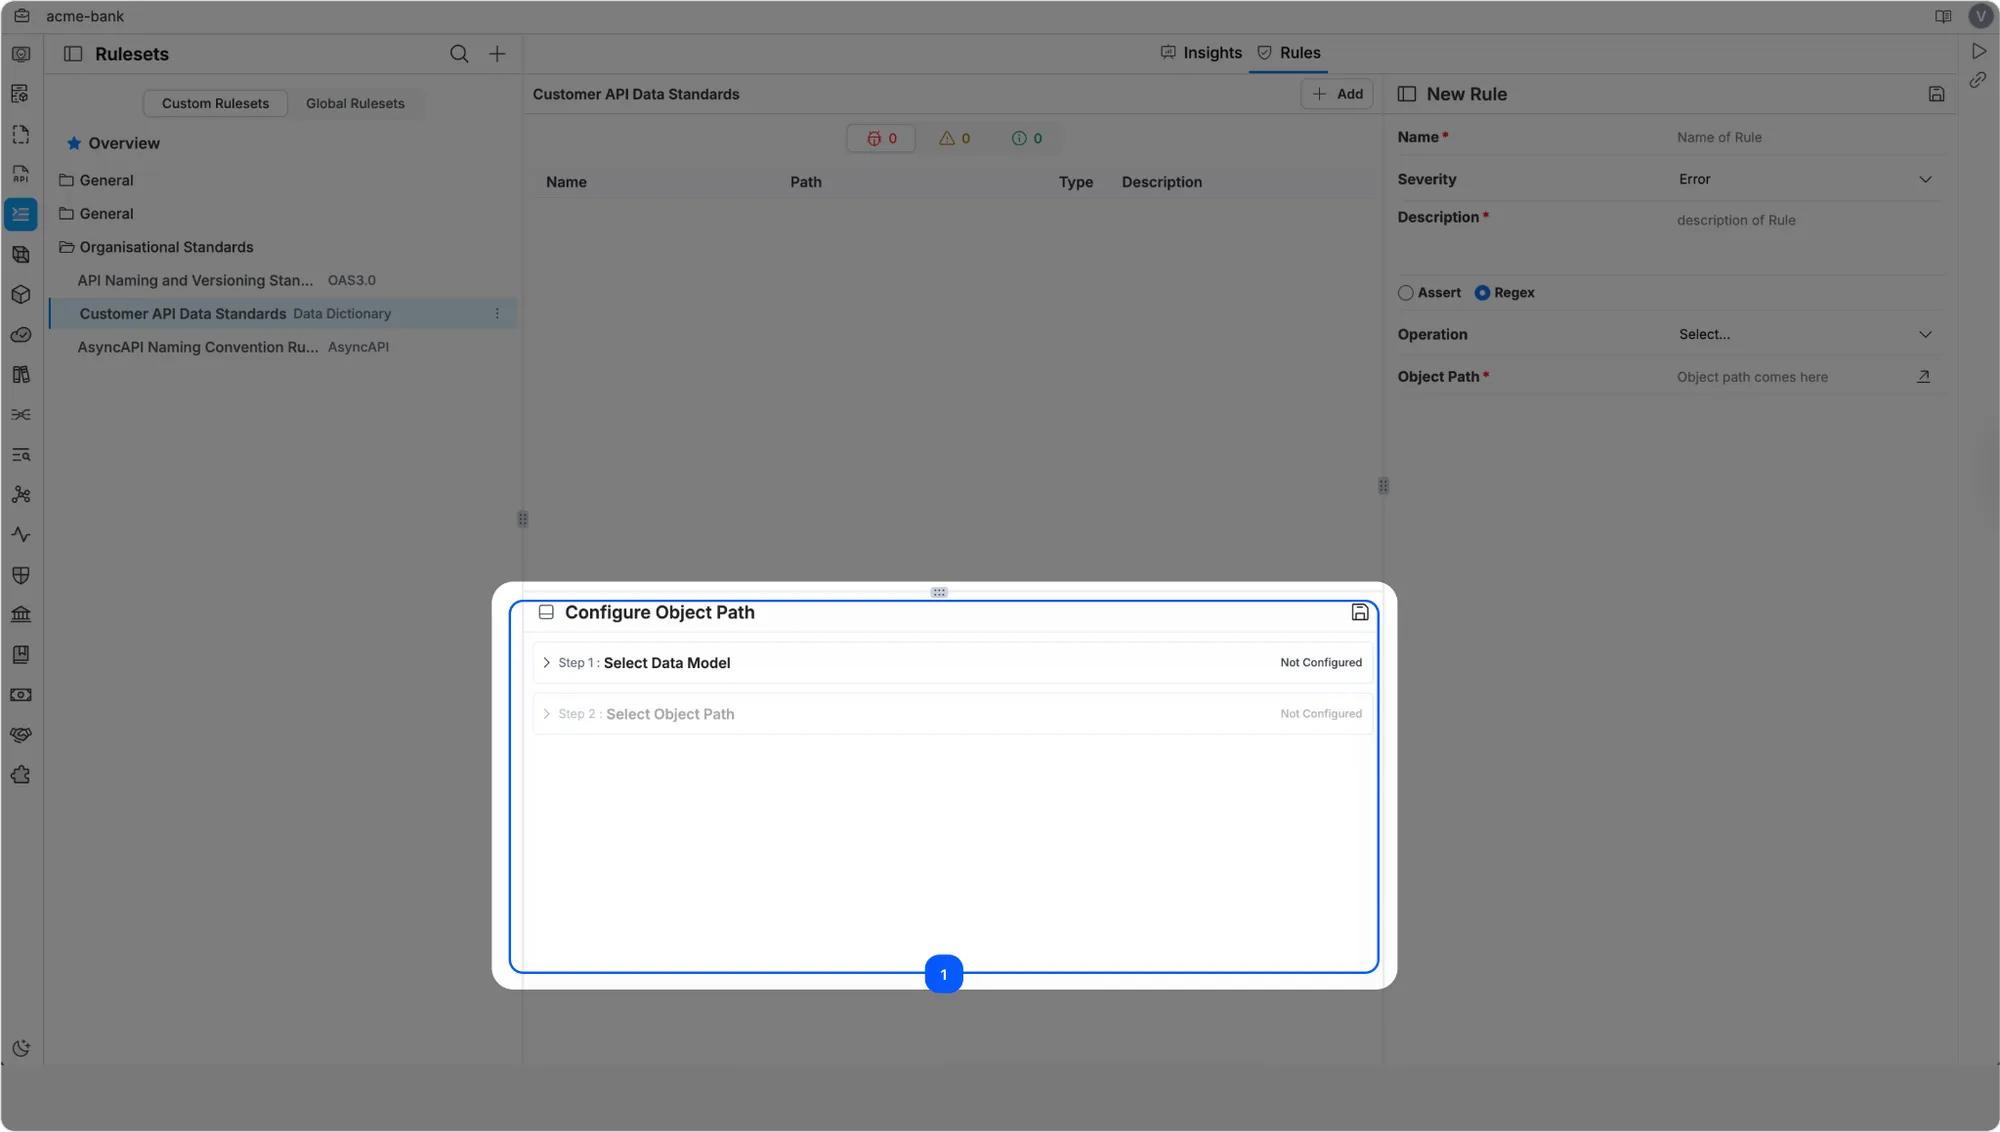 acme-bank
V
Rulesets
Insights
Rules
Custom Rulesets
Global Rulesets
Overview
General
General
Organisational Standards
API Naming and Versioning Stan... OAS3.0
Customer API Data Standards Data Dictionary
AsyncAPI Naming Convention Ru... AsyncAPI
Customer API Data Standards
Add
0
0
0
Name Path Type Description
New Rule
Name* Name of Rule
Severity Error
Description* description of Rule
Assert Regex
Operation Select...
Object Path* Object path comes here
Configure Object Path
Step 1 : Select Data Model Not Configured
Step 2 : Select Object Path Not Configured
1
API